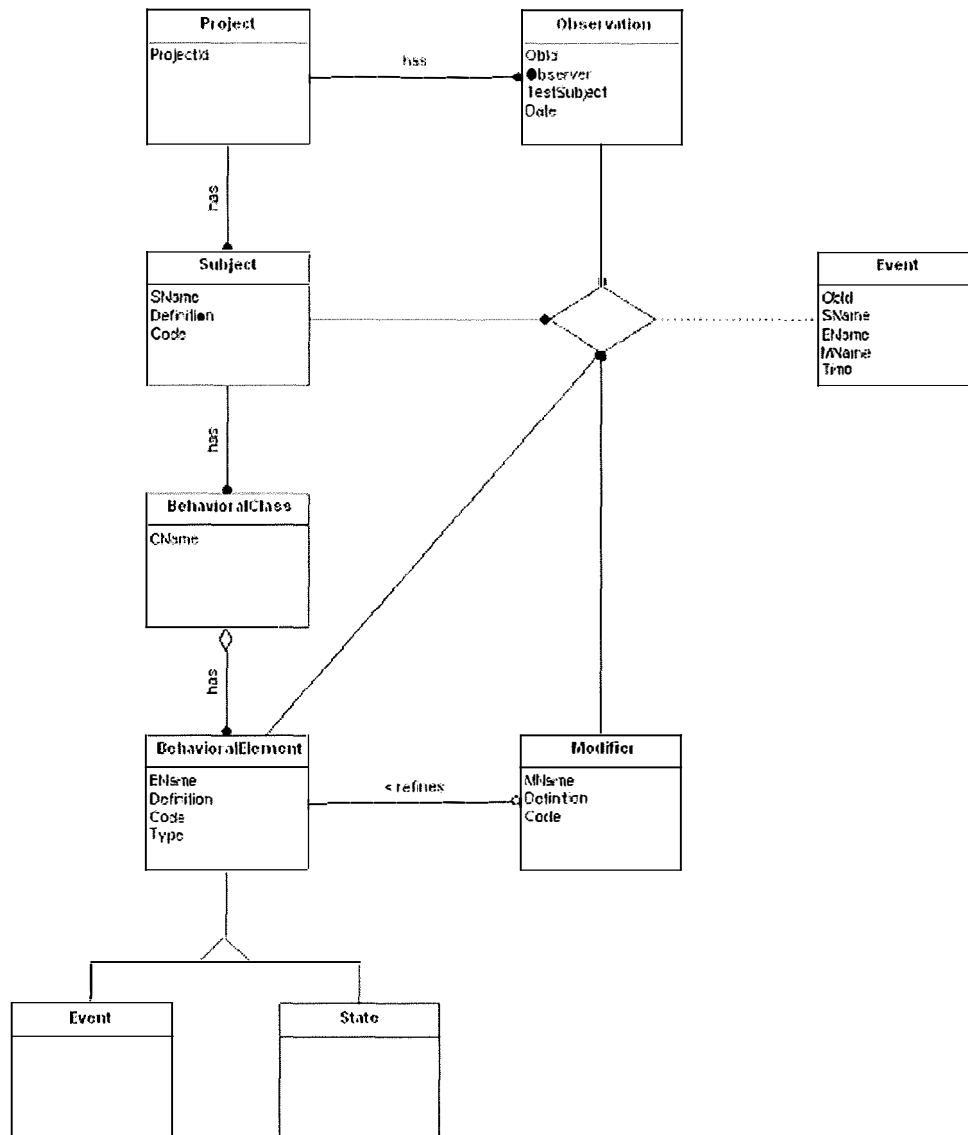 Project
ProjectId
has
Observation
ObId
Observer
TestSubject
Date
has
Subject
SName
Definition
Code
Event
ObId
SName
EName
MName
Time
has
BehavioralClass
CName
has
BehavioralElement
EName
Definition
Code
Type
< refines
Modifier
MName
Defintion
Code
Event
State